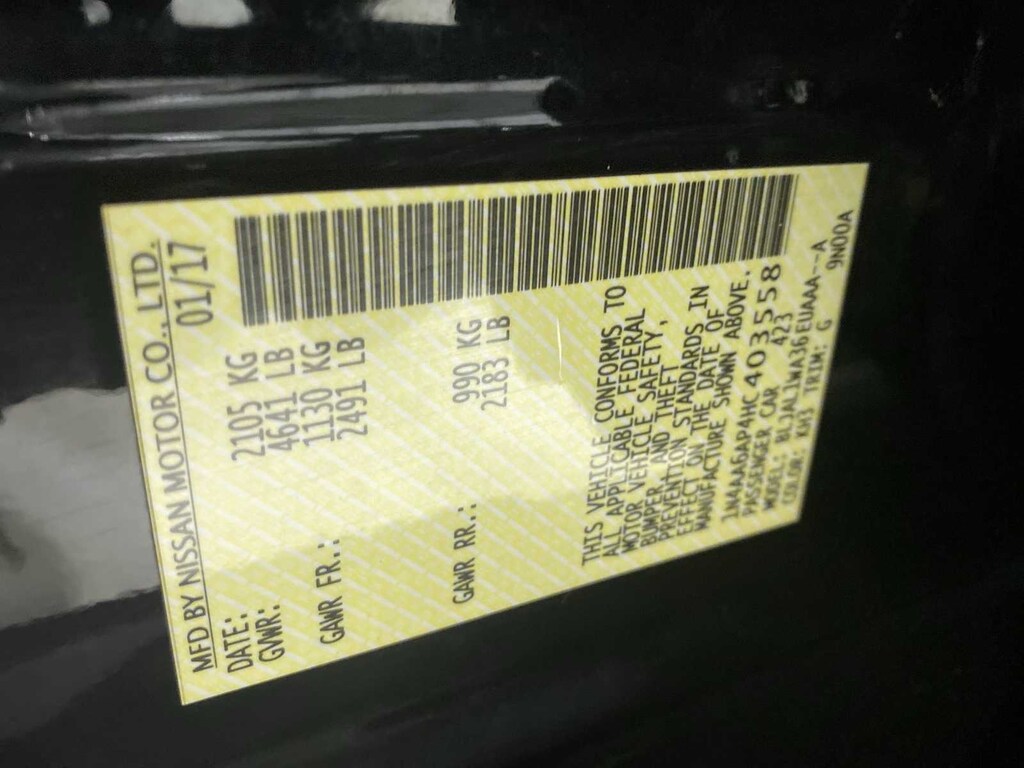 MFD BY NISSAN MOTOR CO., LTD.
DATE: 01/17
GVWR: 2105 KG
4641 LB
GAWR FR.: 1130 KG
2491 LB
GAWR RR.: 990 KG
2183 LB
THIS VEHICLE CONFORMS TO
ALL APPLICABLE FEDERAL
MOTOR VEHICLE SAFETY,
BUMPER, AND THEFT
PREVENTION STANDARDS IN
EFFECT ON THE DATE OF
MANUFACTURE SHOWN ABOVE.
1N4AA6AP4HC403558
PASSENGER CAR 423
MODEL: BLJALTWA36EUAAA--A
COLOR: KH3 TRIM: G 9N00A